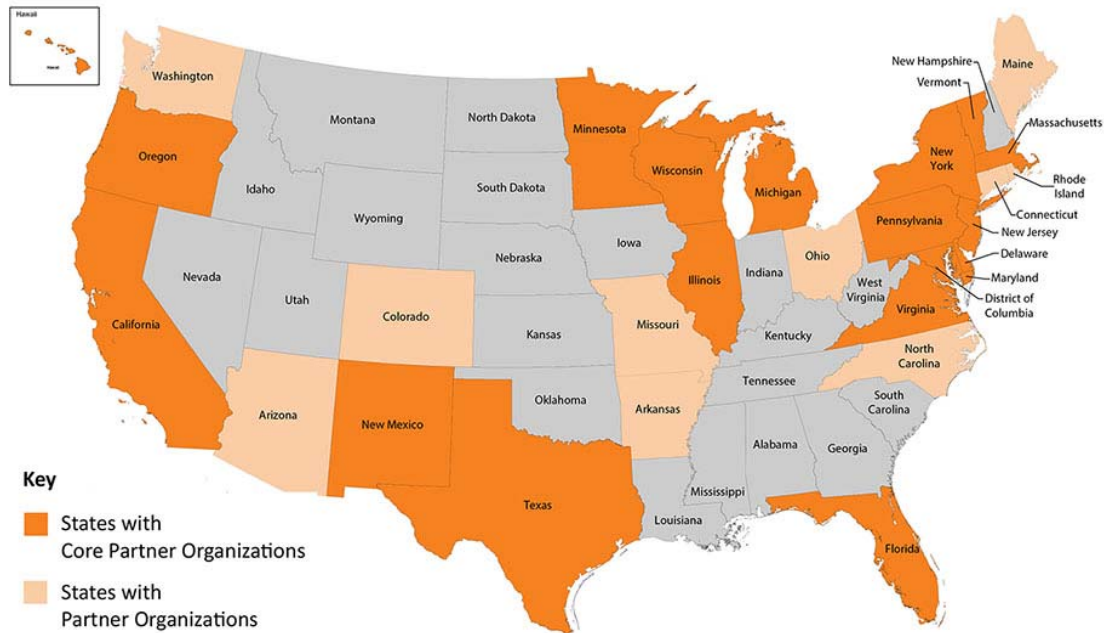 Hawaii
Hawaii
Washington
Montana
North Dakota
Minnesota
New Hampshire
Vermont
Maine
Massachusetts
Oregon
Idaho
South Dakota
Wisconsin
Michigan
New
York
Rhode
Island
Connecticut
Wyoming
Pennsylvania
New Jersey
Nevada
Utah
Nebraska
Iowa
Illinois
Indiana
Ohio
Delaware
Maryland
District of
Columbia
West
Virginia
Virginia
California
Colorado
Kansas
Missouri
Kentucky
North
Carolina
Tennessee
South
Carolina
Arizona
New Mexico
Oklahoma
Arkansas
Alabama
Georgia
Mississippi
Texas
Louisiana
Florida
Key
States with
Core Partner Organizations
States with
Partner Organizations